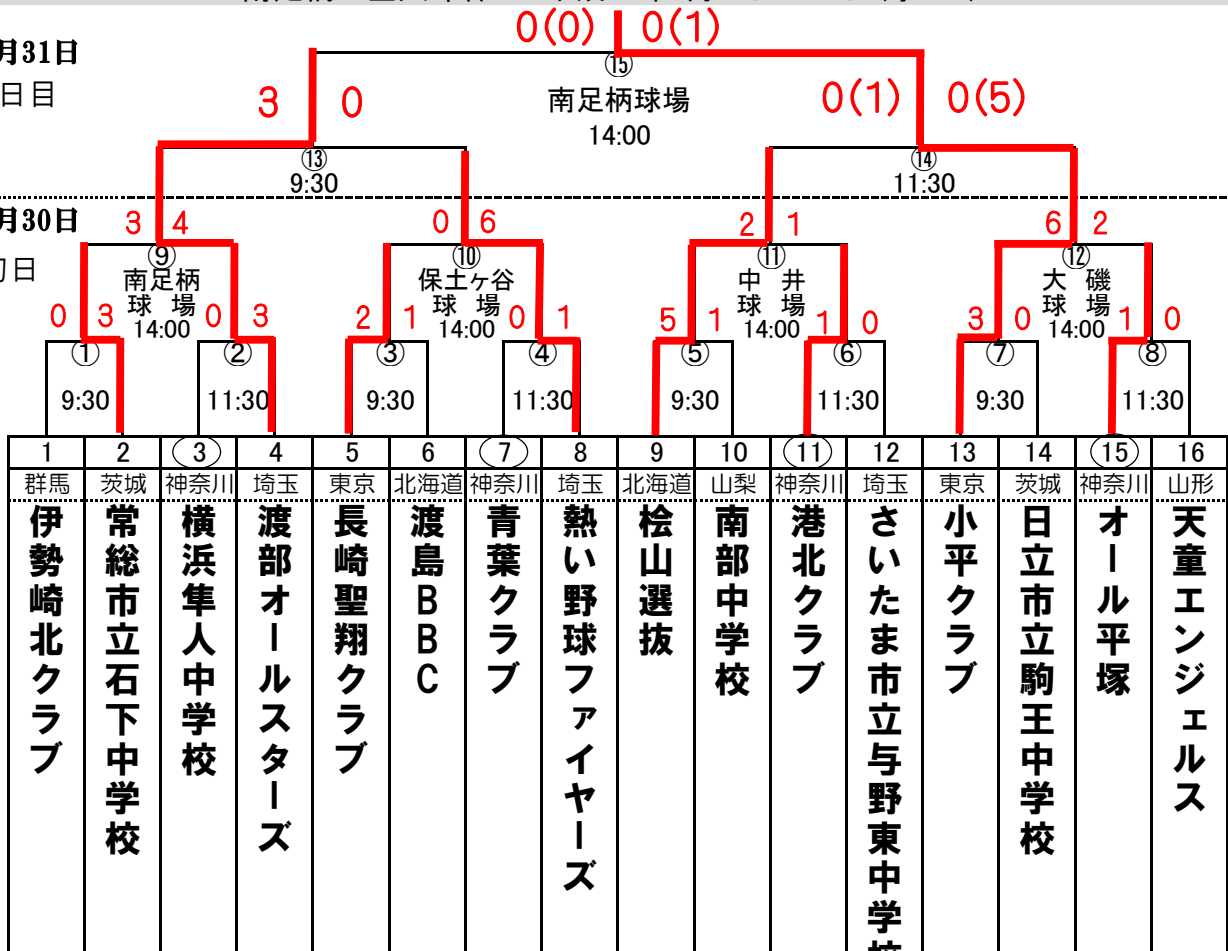 0(0) 0(1)
月31日
⑮
日目
3 0
南足柄球場
0(1) 0(5)
14:00
⑬ ⑭
9:30 11:30
月30日
3 4 0 6 2 1 6 2
⑨ ⑩ ⑪ ⑫
南足柄 保土ヶ谷 中井 大磯
球場 球場 球場 球場
14:00 14:00 14:00 14:00
0 3 0 3 2 1 0 1 5 1 1 0 3 0 1 0
① ② ③ ④ ⑤ ⑥ ⑦ ⑧
9:30 11:30 9:30 11:30 9:30 11:30 9:30 11:30
1 2 3 4 5 6 7 8 9 10 11 12 13 14 15 16
群馬 茨城 神奈川 埼玉 東京 北海道 神奈川 埼玉 北海道 山梨 神奈川 埼玉 東京 茨城 神奈川 山形
伊勢崎北クラブ
常総市立石下中学校
横浜隼人中学校
渡部オールスターズ
長崎聖翔クラブ
渡島BBC
青葉クラブ
熱い野球ファイヤーズ
桧山選抜
南部中学校
港北クラブ
さいたま市立与野東中学
小平クラブ
日立市立駒王中学校
オール平塚
天童エンジェルス